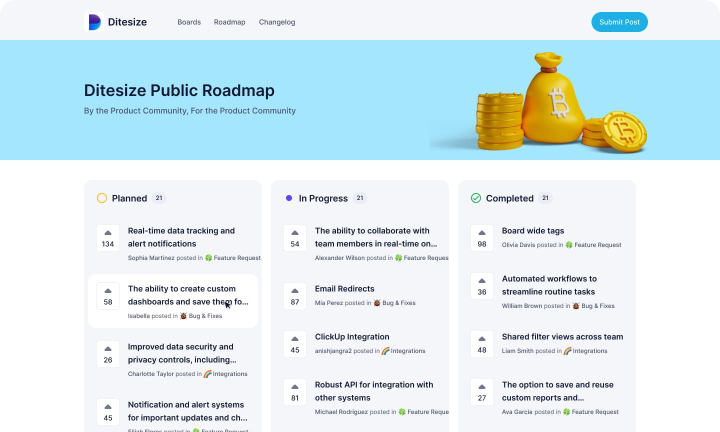 Ditesize
Boards
Roadmap
Changelog
Submit Post
Ditesize Public Roadmap
By the Product Community, For the Product Community
Planned 21
Real-time data tracking and
alert notifications
134
Sophia Martinez posted in Feature Request
The ability to create custom
dashboards and save them fo...
58
Isabella posted in Bug & Fixes
Improved data security and
privacy controls, including...
26
Charlotte Taylor posted in Integrations
Notification and alert systems
for important updates and ch...
45
In Progress 21
The ability to collaborate with
team members in real-time on...
54
Alexander Wilson posted in Feature Reques
Email Redirects
87
Mia Perez posted in Bug & Fixes
ClickUp Integration
45
anishjangra2 posted in Integrations
Robust API for integration with
other systems
81
Michael Rodriguez posted in Feature Reque
Completed 21
Board wide tags
98
Olivia Davis posted in Feature Request
Automated workflows to
streamline routine tasks
36
William Brown posted in Bug & Fixes
Shared filter views across team
48
Liam Smith posted in Integrations
The option to save and reuse
custom reports and...
27
Ava Garcia posted in Feature Request